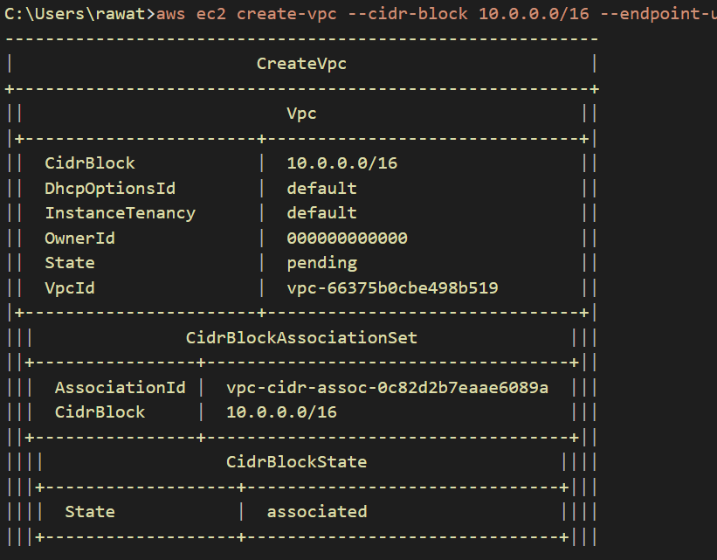 C:\Users\rawat>aws ec2 create-vpc --cidr-block 10.0.0.0/16 --endpoint-u
-----------------------------------------------------------
|                        CreateVpc                        |
+---------------------------------------------------------+
||                          Vpc                          ||
|+-----------------------+-------------------------------+|
||  CidrBlock            |  10.0.0.0/16                  ||
||  DhcpOptionsId        |  default                      ||
||  InstanceTenancy      |  default                      ||
||  OwnerId              |  000000000000                 ||
||  State                |  pending                      ||
||  VpcId                |  vpc-66375b0cbe498b519        ||
|+-----------------------+-------------------------------+|
|||               CidrBlockAssociationSet               |||
||+----------------+------------------------------------+||
|||  AssociationId |  vpc-cidr-assoc-0c82d2b7eaae6089a  |||
|||  CidrBlock     |  10.0.0.0/16                       |||
||+----------------+------------------------------------+||
||||                  CidrBlockState                   ||||
|||+-------------------+-------------------------------+|||
||||  State            |  associated                   ||||
|||+-------------------+-------------------------------+|||